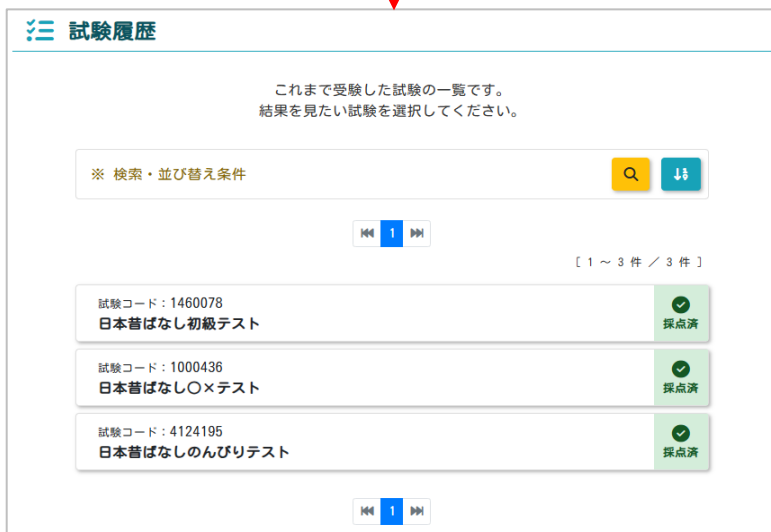 試験履歴
これまで受験した試験の一覧です。
結果を見たい試験を選択してください。
※ 検索・並び替え条件
1
[ 1 ～ 3 件 ／ 3 件 ]
試験コード：1460078
日本昔ばなし初級テスト
採点済
試験コード：1000436
日本昔ばなし〇×テスト
採点済
試験コード：4124195
日本昔ばなしのんびりテスト
採点済
1